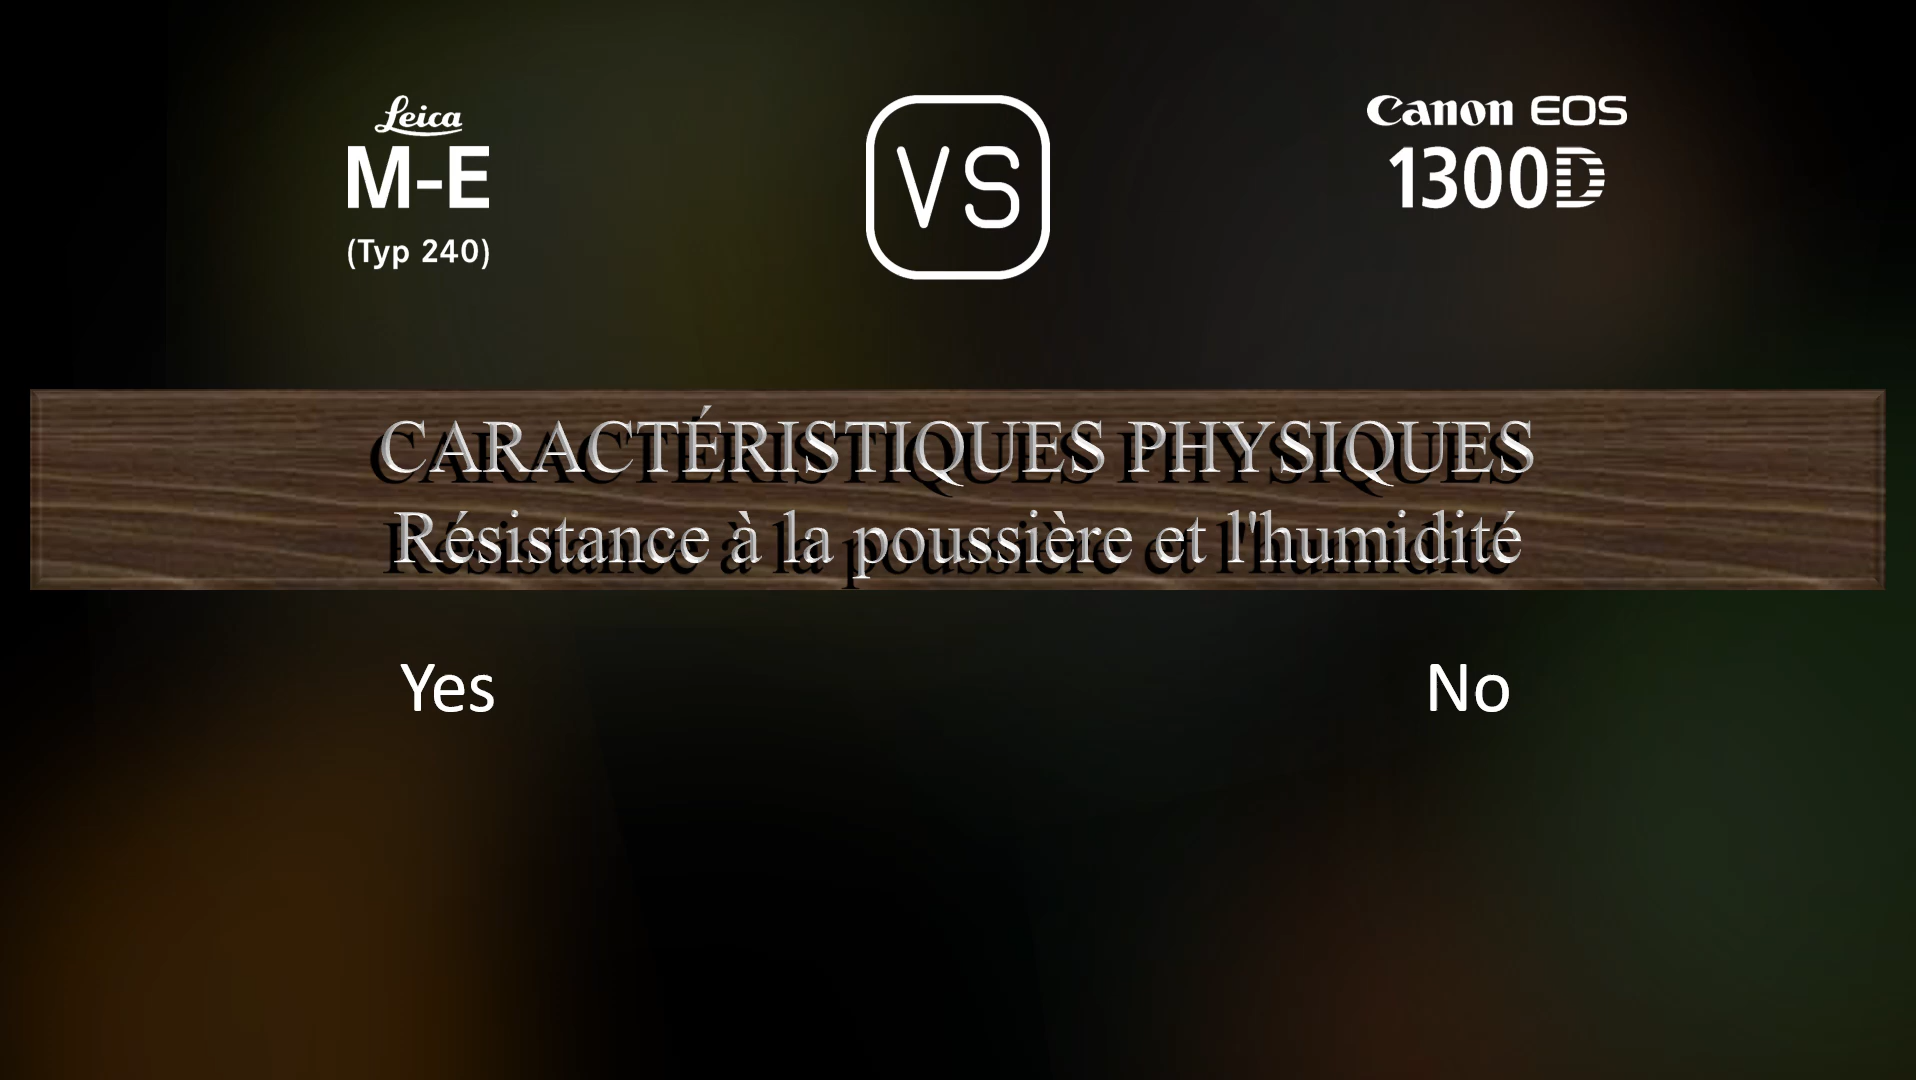 Leica
M-E
(Typ 240)
VS
Canon EOS
1300D
CARACTÉRISTIQUES PHYSIQUES
Résistance à la poussière et l'humidité
Yes
No